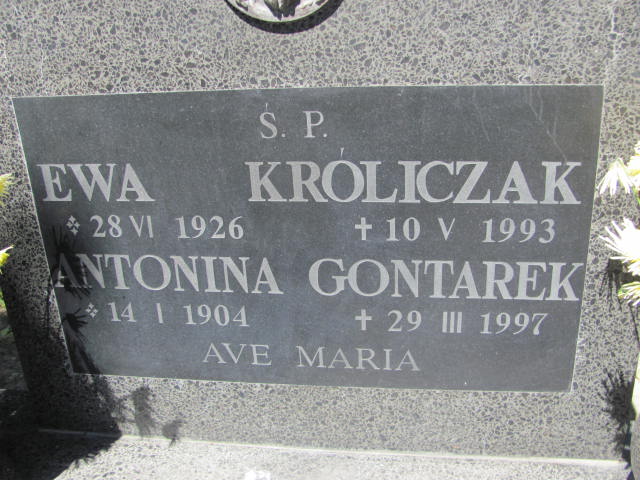 Ś. P.
EWA KRÓLICZAK
* 28 VI 1926 † 10 V 1993
ANTONINA GONTAREK
* 14 I 1904 † 29 III 1997
AVE MARIA